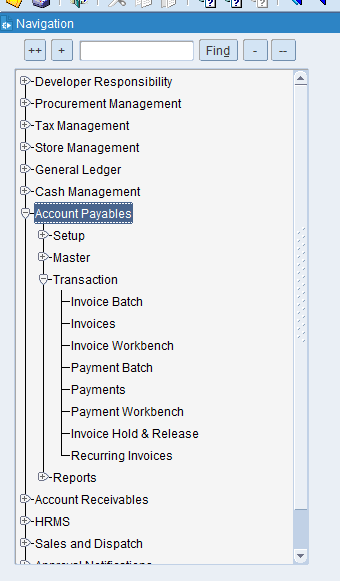 Navigation
++ + Find - --
Developer Responsibility
Procurement Management
Tax Management
Store Management
General Ledger
Cash Management
Account Payables
Setup
Master
Transaction
Invoice Batch
Invoices
Invoice Workbench
Payment Batch
Payments
Payment Workbench
Invoice Hold & Release
Recurring Invoices
Reports
Account Receivables
HRMS
Sales and Dispatch
Approval Notifications